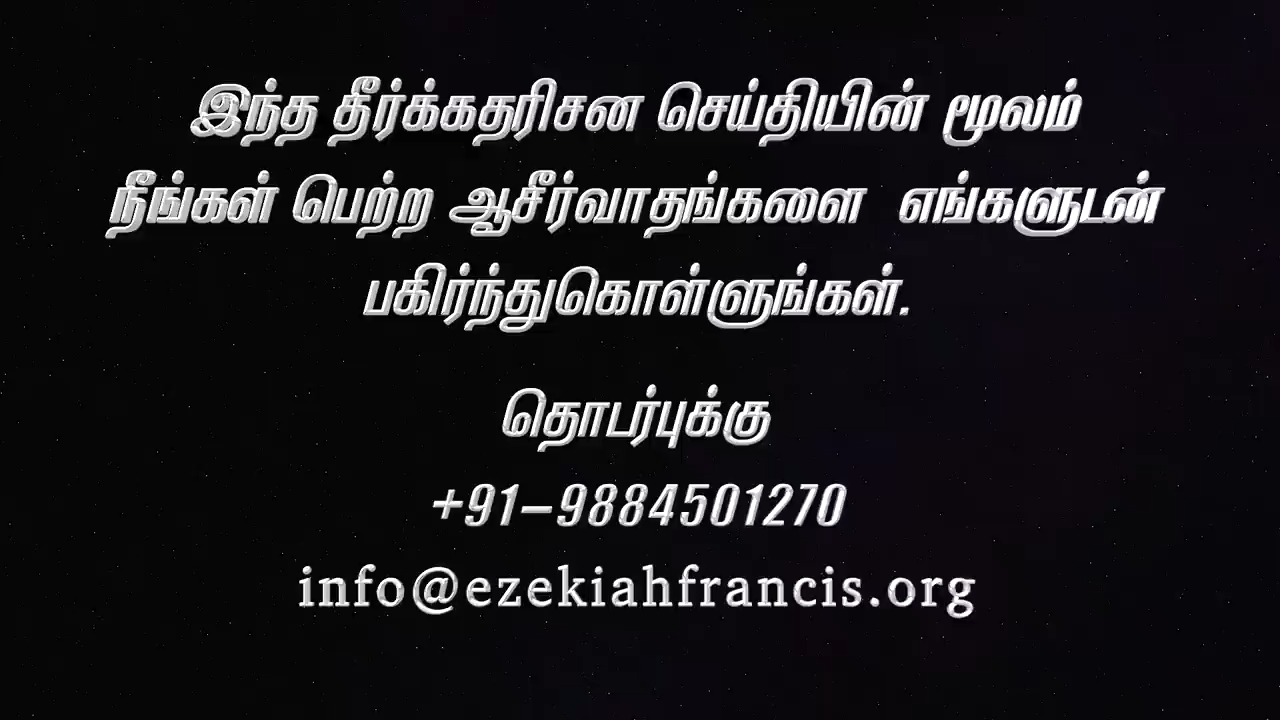 இந்த தீர்க்கதரிசன செய்தியின் மூலம்
நீங்கள் பெற்ற ஆசீர்வாதங்களை எங்களுடன்
பகிர்ந்துகொள்ளுங்கள்.
தொடர்புக்கு
+91-9884501270
info@ezekiahfrancis.org